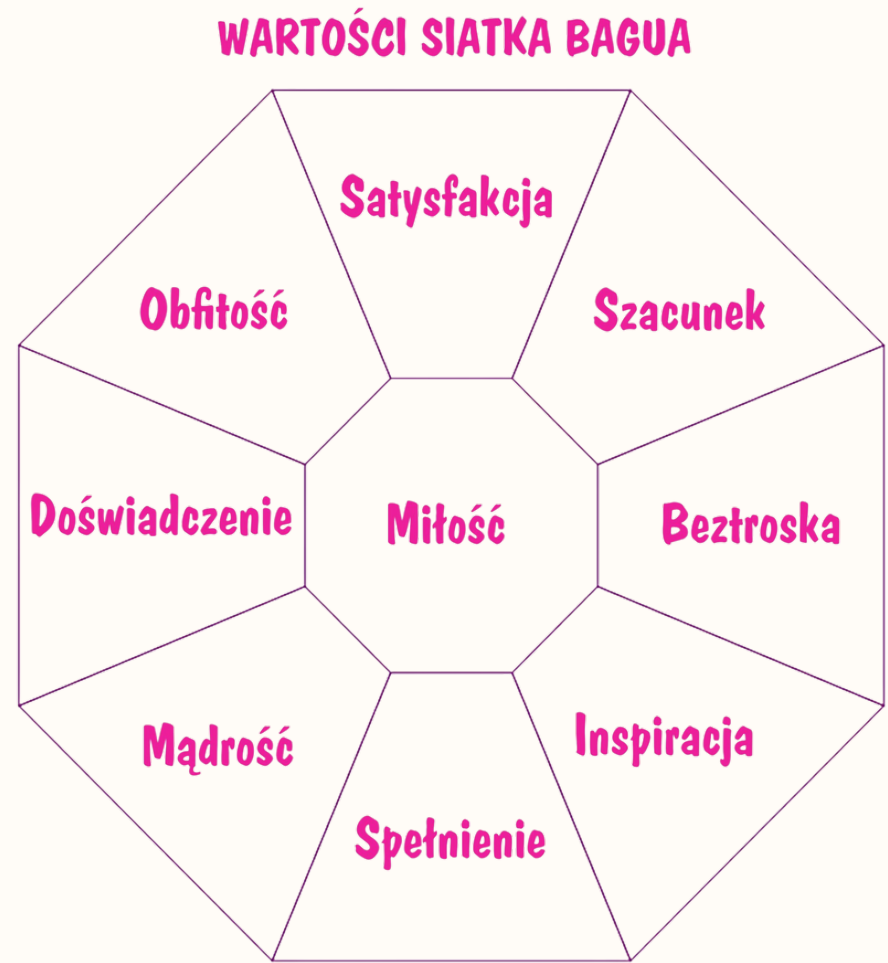 WARTOŚCI SIATKA BAGUA
Satysfakcja
Obfitość
Szacunek
Doświadczenie
Miłość
Beztroska
Mądrość
Inspiracja
Spełnienie